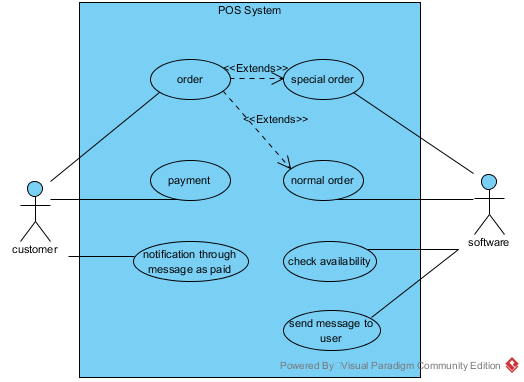 POS System
<<Extends>>
order
special order
<<Extends>>
payment
normal order
customer
software
notification through
message as paid
check availability
send message to
user
Powered By Visual Paradigm Community Edition